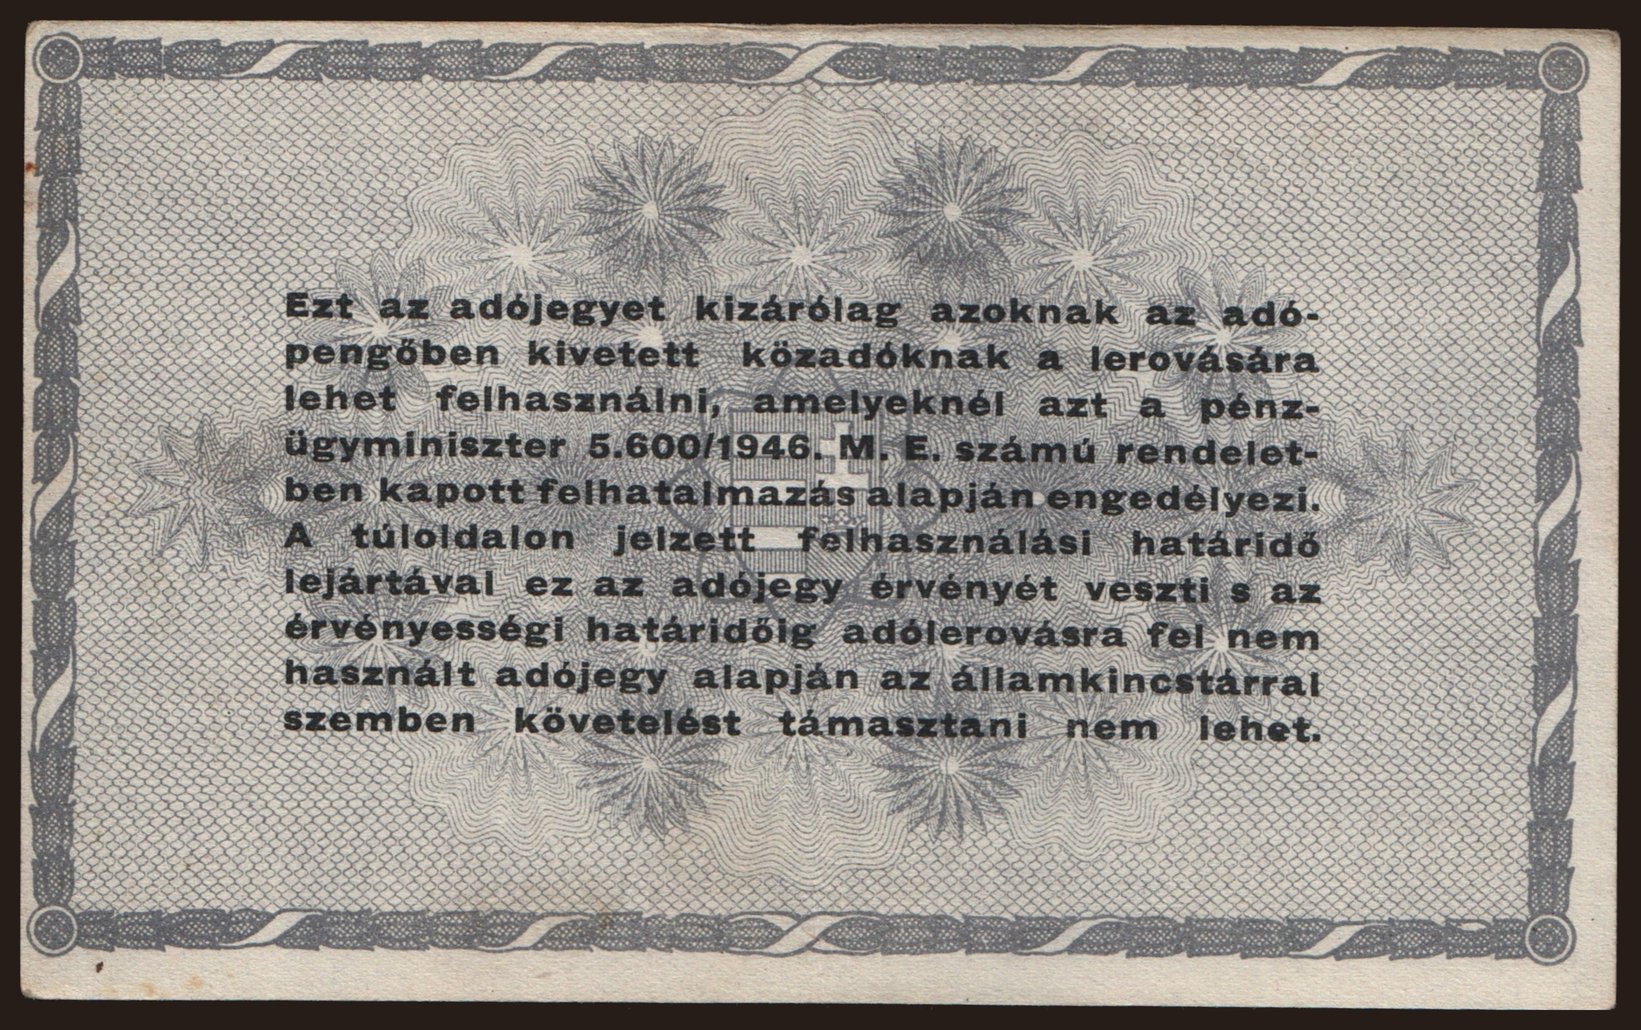 Ezt az adójegyet kizárólag azoknak az adó-
pengőben kivetett közadóknak a lerovására
lehet felhasználni, amelyeknél azt a pénz-
ügyminiszter 5.600/1946. M. E. számú rendelet-
ben kapott felhatalmazás alapján engedélyezi.
A túloldalon jelzett felhasználási határidő
lejártával ez az adójegy érvényét veszti s az
érvényességi határidőig adólerovásra fel nem
használt adójegy alapján az államkincstárral
szemben követelést támasztani nem lehet.